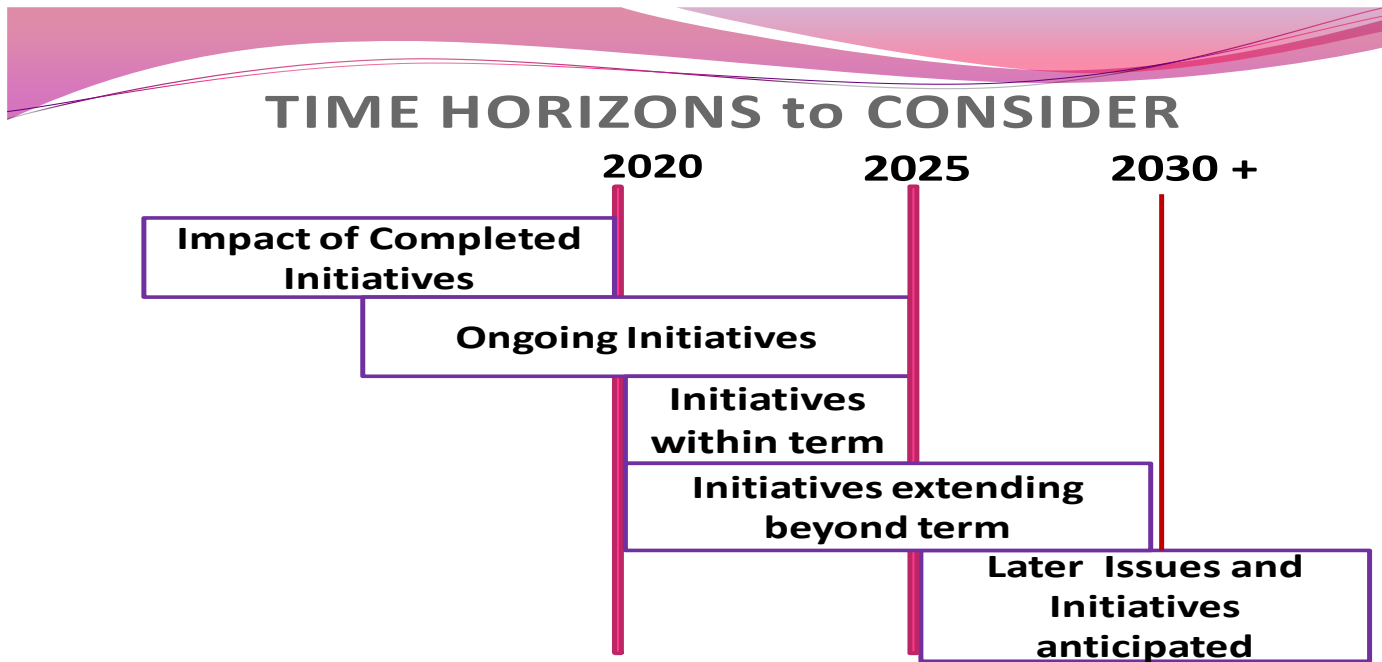 TIME HORIZONS to CONSIDER
2020 2025 2030 +
Impact of Completed
Initiatives
Ongoing Initiatives
Initiatives
within term
Initiatives extending
beyond term
Later Issues and
Initiatives
anticipated